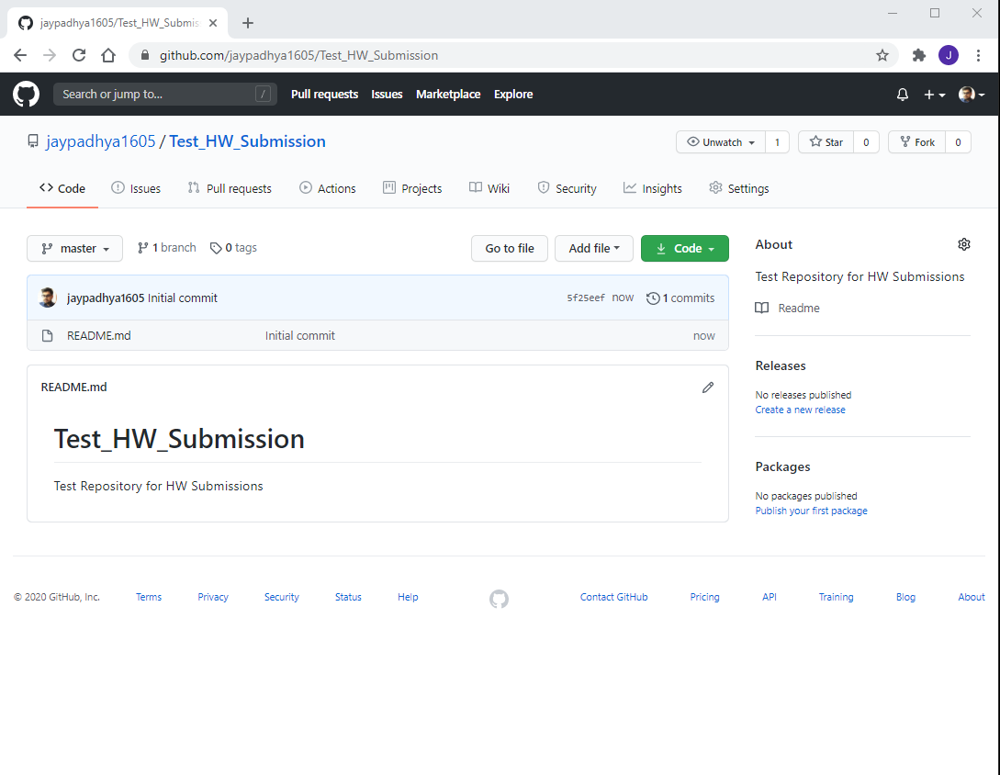 jaypadhya1605/Test_HW_Submis
github.com/jaypadhya1605/Test_HW_Submission
J
Search or jump to... /
Pull requests Issues Marketplace Explore
jaypadhya1605 / Test_HW_Submission
Unwatch 1 Star 0 Fork 0
Code Issues Pull requests Actions Projects Wiki Security Insights Settings
master 1 branch 0 tags Go to file Add file Code
jaypadhya1605 Initial commit 5f25eef now 1 commits
README.md Initial commit now
README.md
Test_HW_Submission
Test Repository for HW Submissions
About
Test Repository for HW Submissions
Readme
Releases
No releases published
Create a new release
Packages
No packages published
Publish your first package
© 2020 GitHub, Inc. Terms Privacy Security Status Help Contact GitHub Pricing API Training Blog About